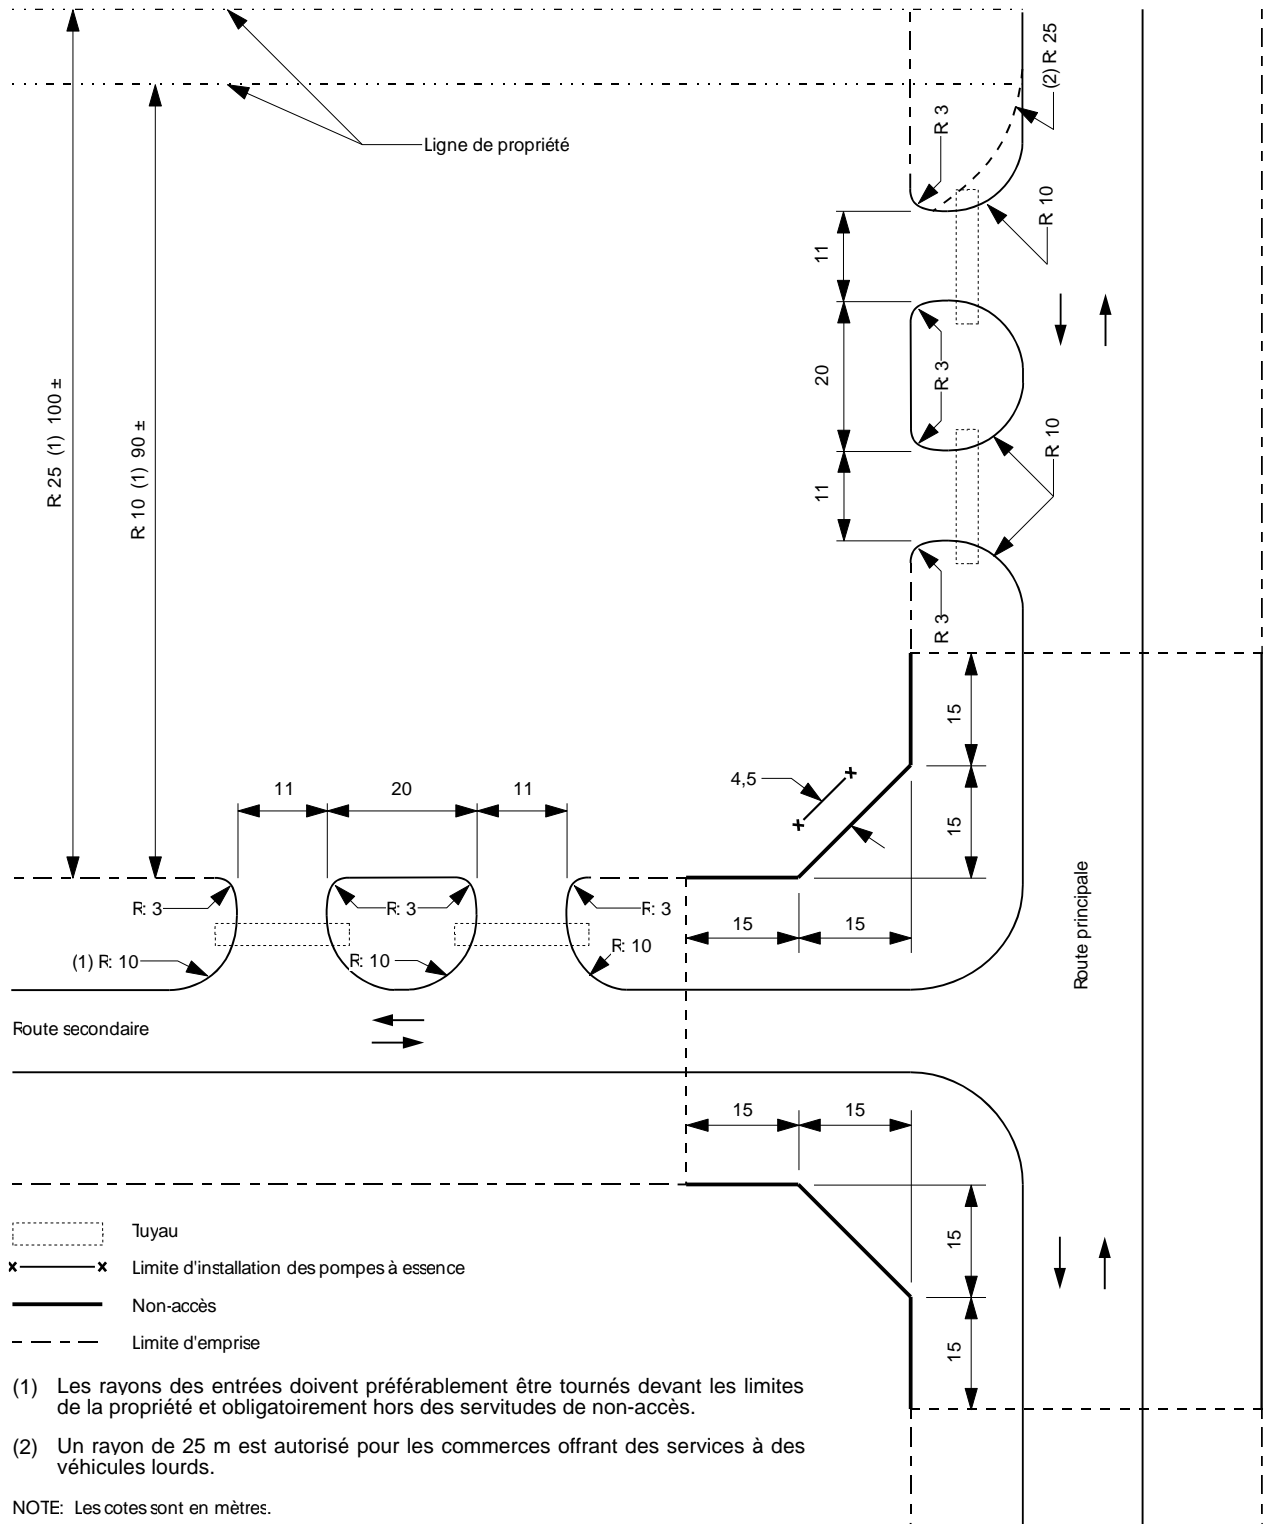 (2) R: 25
R: 3
Ligne de propriété
R: 10
11
20
R: 3
R: 25 (1) 100 ±
R: 10 (1) 90 ±
R: 10
11
R: 3
15
4,5
11
20
11
15
R: 3
R: 3
R: 3
15
15
Route principale
(1) R: 10
R: 10
R: 10
Route secondaire
15
15
15
Tuyau
Limite d'installation des pompes à essence
Non-accès
15
Limite d'emprise
(1) Les rayons des entrées doivent préférablement être tournés devant les limites
de la propriété et obligatoirement hors des servitudes de non-accès.
(2) Un rayon de 25 m est autorisé pour les commerces offrant des services à des
véhicules lourds.
NOTE: Les cotes sont en mètres.